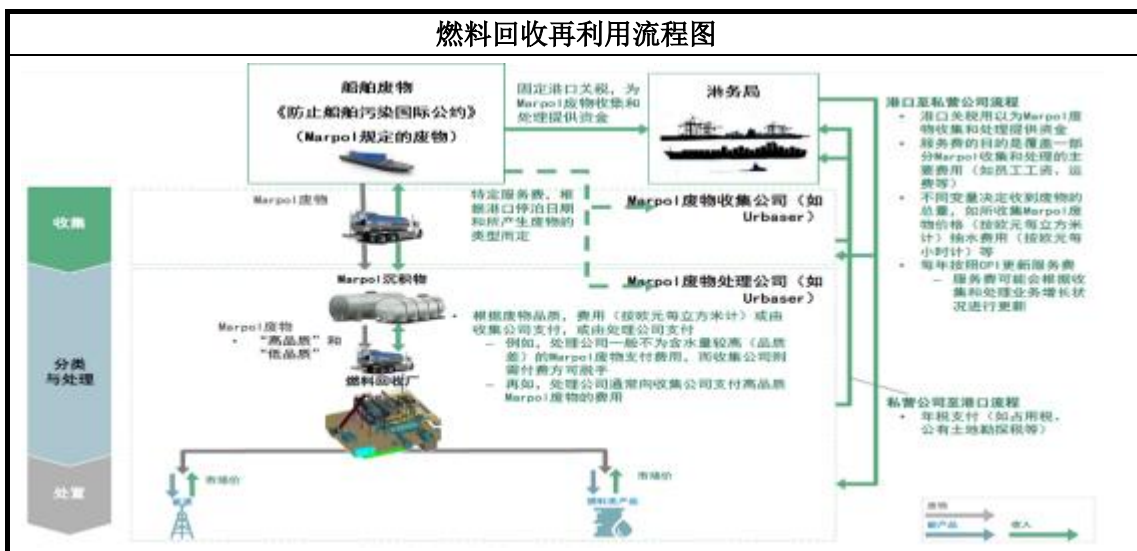 燃料回收再利用流程图
船舶废物
《防止船舶污染国际公约》
（Marpol规定的废物）
固定港口关税，为
Marpol废物收集和
处理提供资金
港务局
港口至私营公司流程
• 港口关税用以为Marpol废
物收集和处理提供资金
• 服务费的目的是覆盖一部
分Marpol收集和处理的主
要费用（如员工工资、运
费等）
• 不同变量决定收到废物的
总量，如所收集Marpol废
物价格（按欧元每立方米
计）抽水费用（按欧元每
小时计）等
• 每年按照CPI更新服务费
– 服务费可能会根据收
集和处理业务增长状
况进行更新
收集
Marpol废物
特定服务费，根
据港口停泊日期
和所产生废物的
类型而定
Marpol废物收集公司（如
Urbaser）
Marpol沉积物
Marpol废物处理公司（如
Urbaser）
分类
与处理
Marpol废物
• “高品质”和
“低品质”
燃料回收厂
• 根据废物品质，费用（按欧元每立方米计）或由
收集公司支付，或由处理公司支付
– 例如，处理公司一般不为含水量较高（品质
差）的Marpol废物支付费用，而收集公司则
需付费方可脱手
– 再如，处理公司通常向收集公司支付高品质
Marpol废物的费用
私营公司至港口流程
• 年税支付（如占用税、
公有土地勘探税等）
处置
市场价
能源
市场价
燃料类产品
废物
副产品
收入